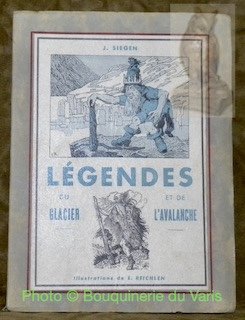 J. SIEGEN
LÉGENDES
DU ET DE
GLACIER L'AVALANCHE
Illustrations de E. REICHLEN
Photo © Bouquinerie du Varis